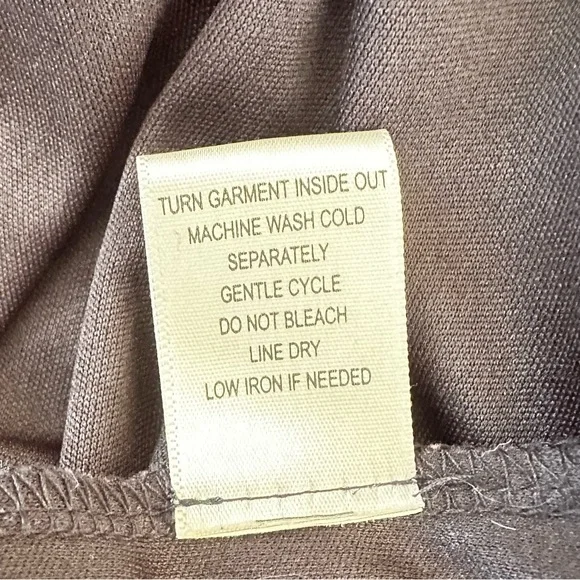 TURN GARMENT INSIDE OUT
MACHINE WASH COLD
SEPARATELY
GENTLE CYCLE
DO NOT BLEACH
LINE DRY
LOW IRON IF NEEDED